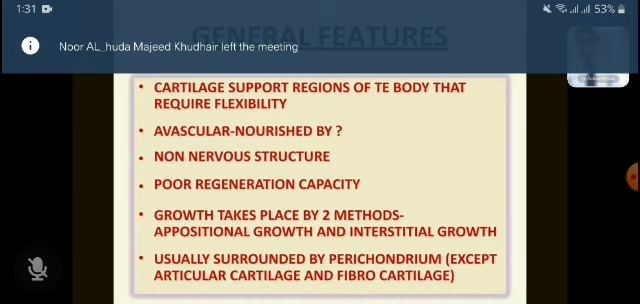 1:31
53%
GENERAL FEATURES
Noor AL_huda Majeed Khudhair left the meeting
• CARTILAGE SUPPORT REGIONS OF TE BODY THAT
REQUIRE FLEXIBILITY
• AVASCULAR-NOURISHED BY ?
• NON NERVOUS STRUCTURE
• POOR REGENERATION CAPACITY
• GROWTH TAKES PLACE BY 2 METHODS-
APPOSITIONAL GROWTH AND INTERSTITIAL GROWTH
• USUALLY SURROUNDED BY PERICHONDRIUM (EXCEPT
ARTICULAR CARTILAGE AND FIBRO CARTILAGE)